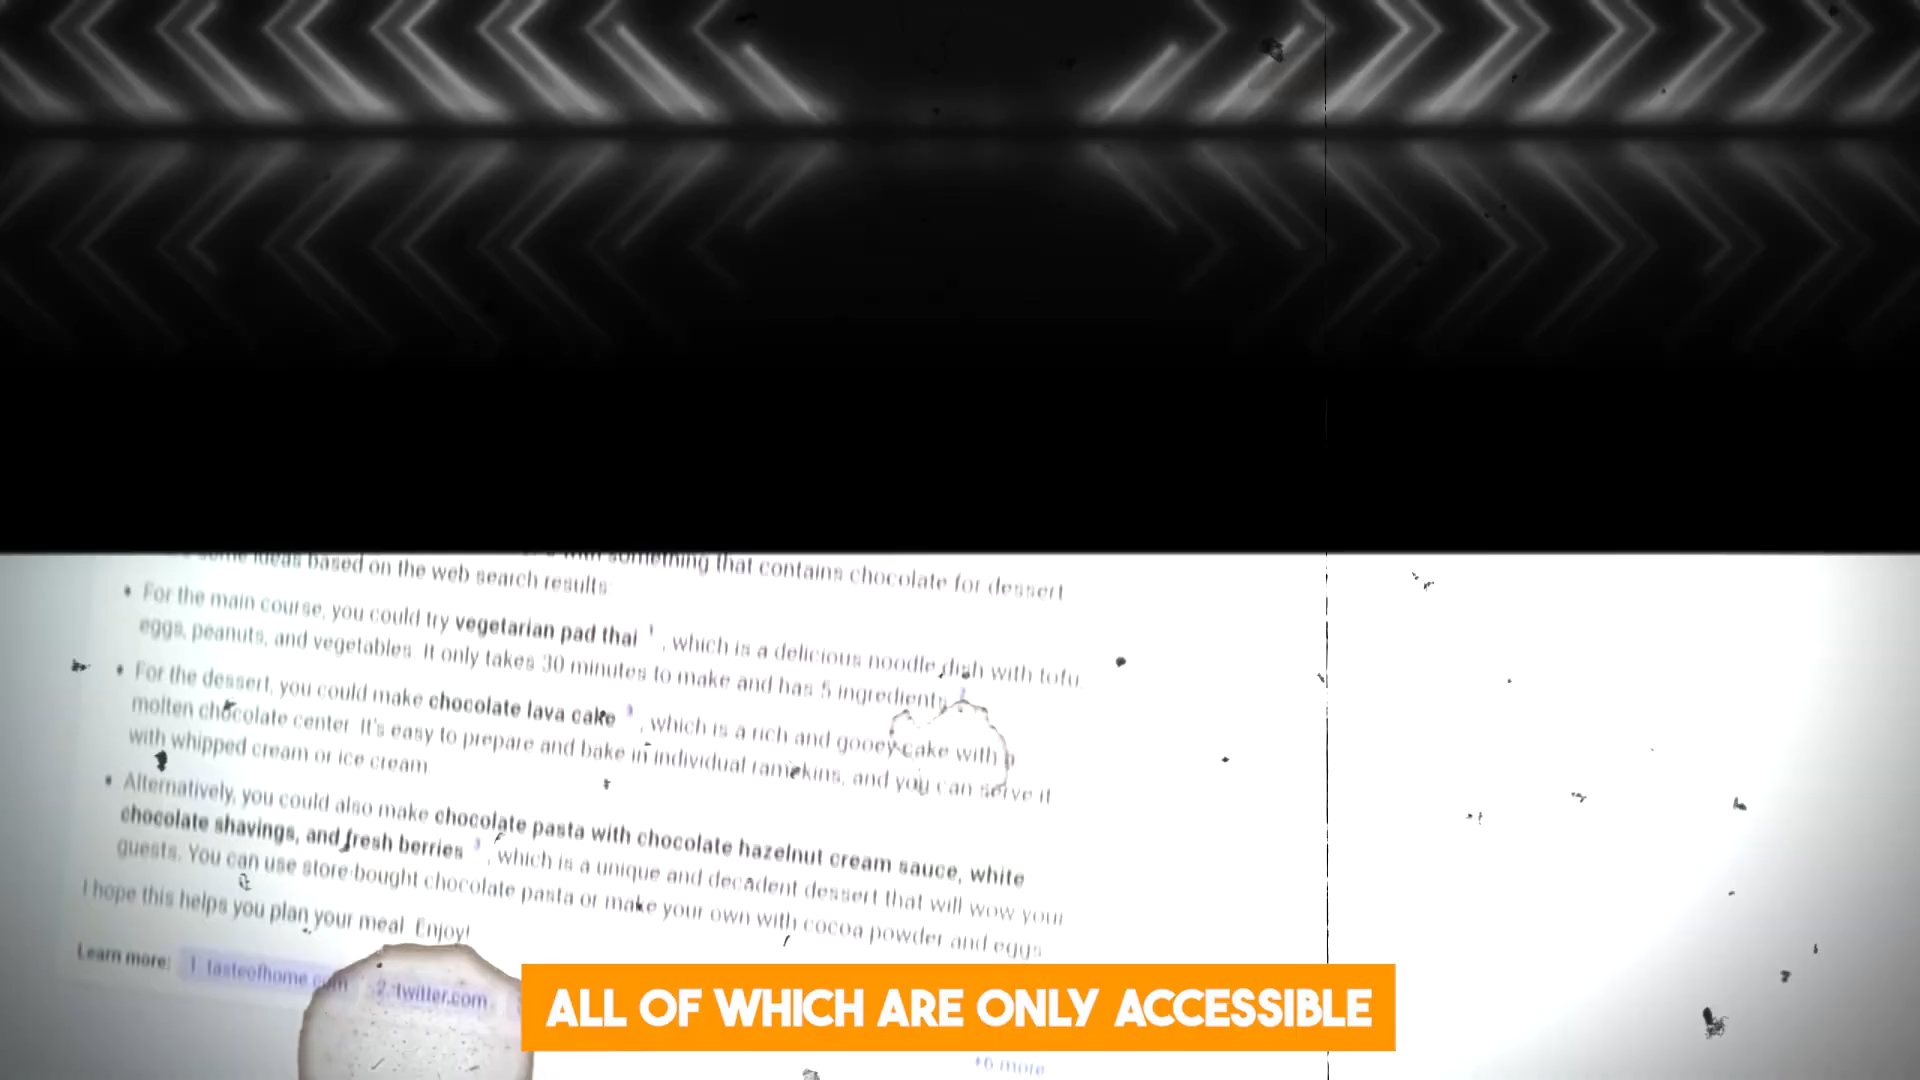 some ideas based on the web search results
with something that contains chocolate for dessert
• For the main course, you could try vegetarian pad thai 1 , which is a delicious noodle dish with tofu,
eggs, peanuts, and vegetables. It only takes 30 minutes to make and has 5 ingredients 2
• For the dessert, you could make chocolate lava cake 3 , which is a rich and gooey cake with a
molten chocolate center. It's easy to prepare and bake in individual ramekins, and you can serve it
with whipped cream or ice cream
• Alternatively, you could also make chocolate pasta with chocolate hazelnut cream sauce, white
chocolate shavings, and fresh berries 3 , which is a unique and decadent dessert that will wow your
guests. You can use store-bought chocolate pasta or make your own with cocoa powder and eggs
I hope this helps you plan your meal. Enjoy!
Learn more: 1. tasteofhome.com 2. twitter.com
+6 more
ALL OF WHICH ARE ONLY ACCESSIBLE